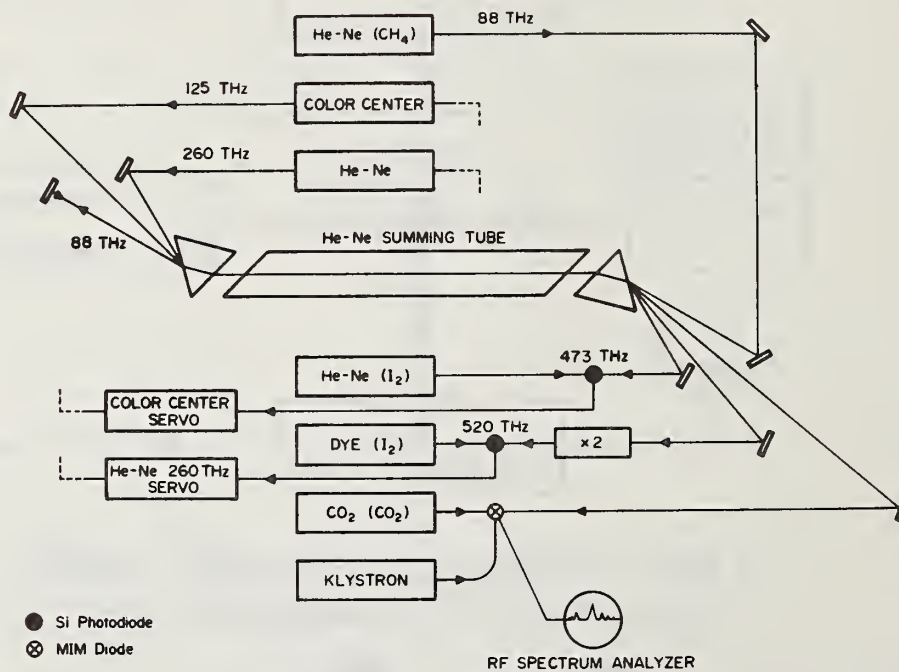 He-Ne (CH₄)
88 THz
125 THz
COLOR CENTER
260 THz
He-Ne
88 THz
He-Ne SUMMING TUBE
He-Ne (I₂)
473 THz
COLOR CENTER
SERVO
DYE (I₂)
520 THz
×2
He-Ne 260 THz
SERVO
CO₂ (CO₂)
KLYSTRON
Si Photodiode
MIM Diode
RF SPECTRUM ANALYZER